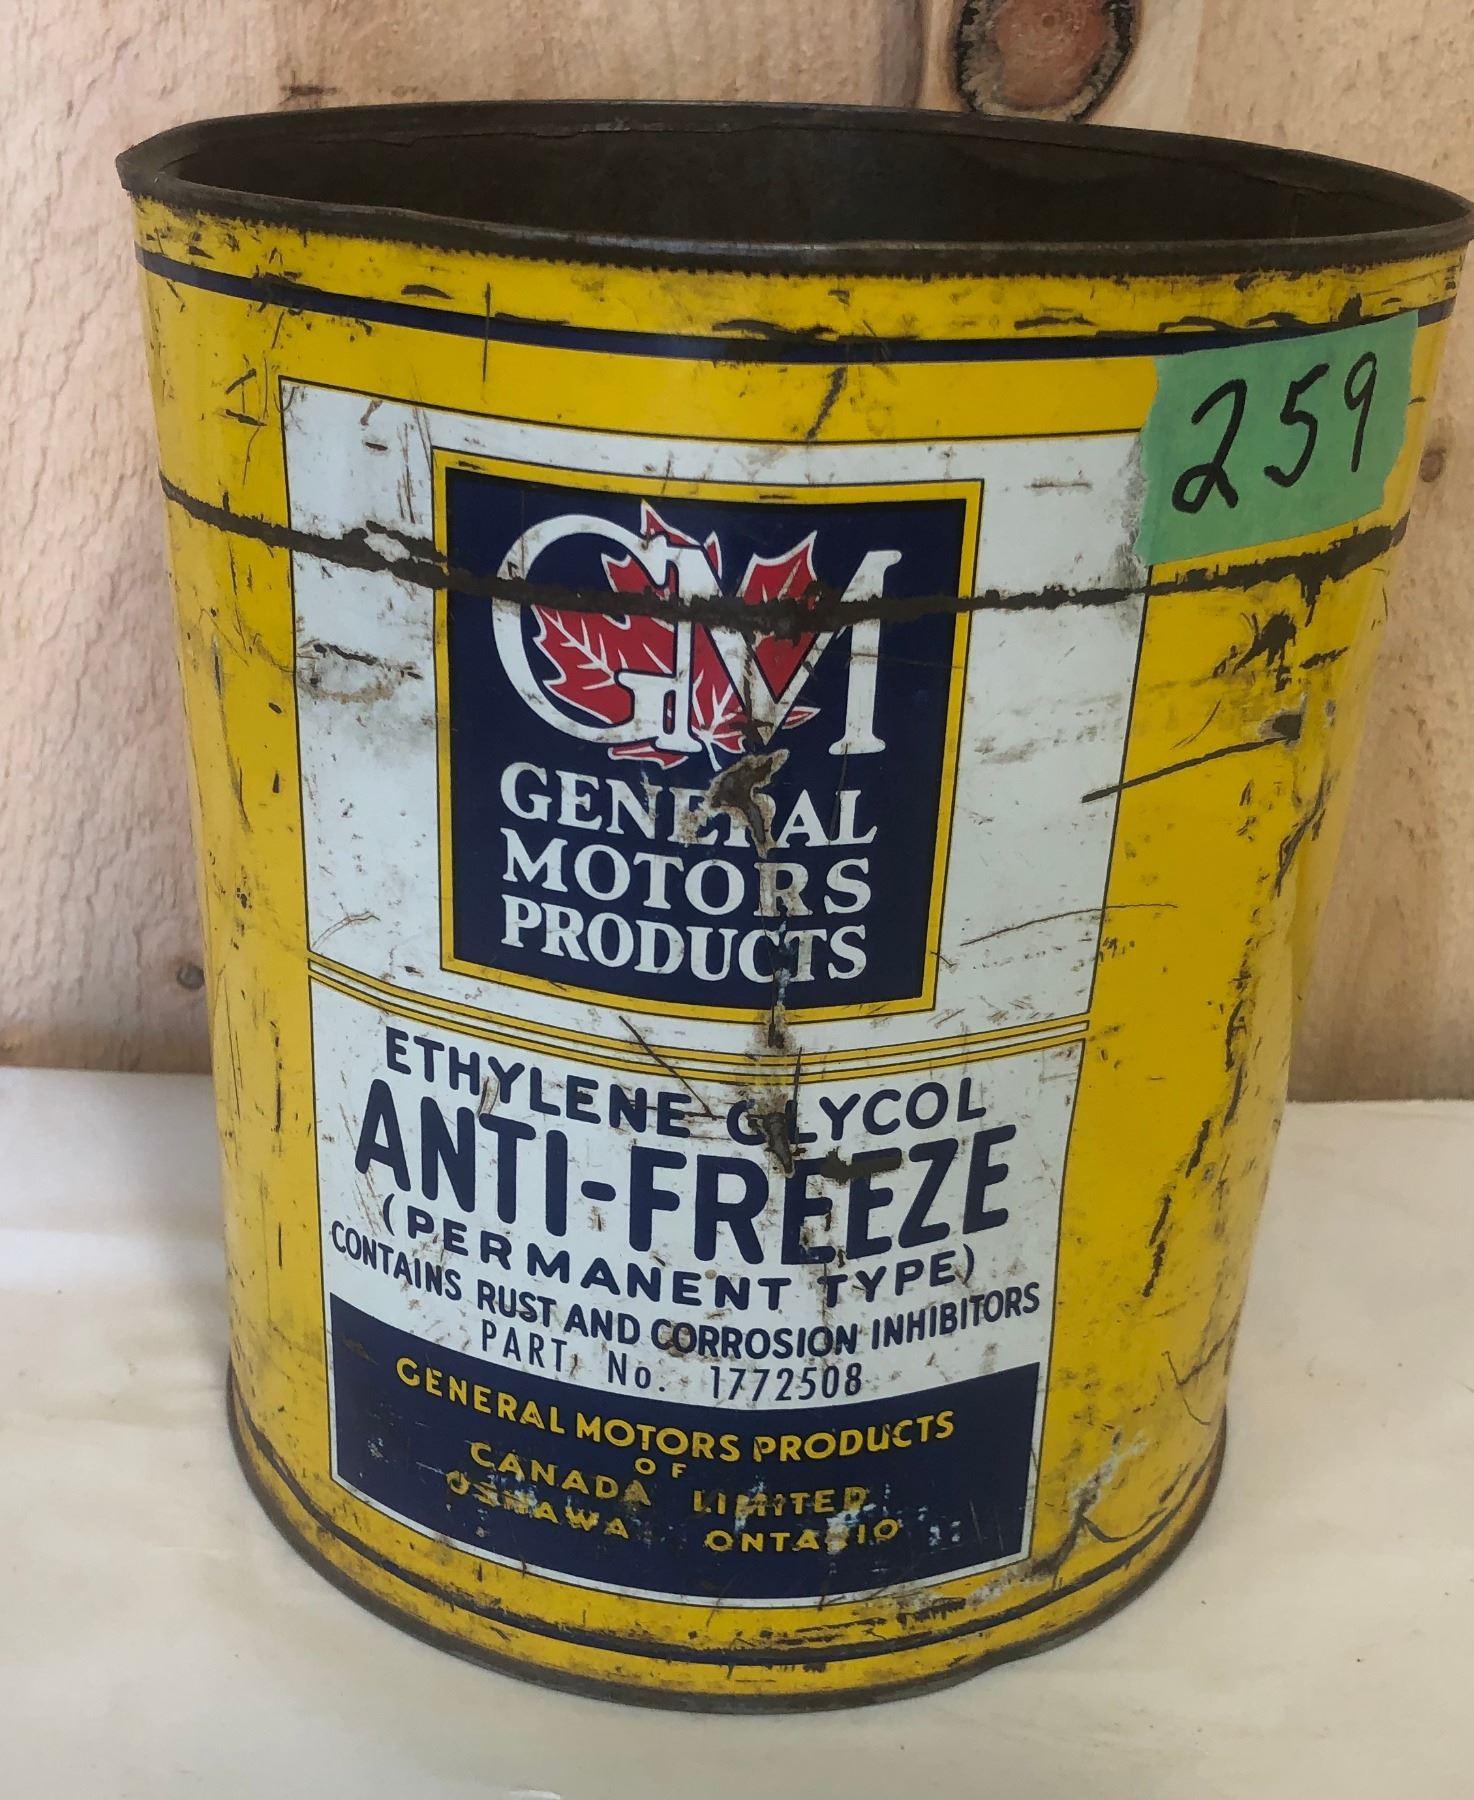 259
GM
GENERAL
MOTORS
PRODUCTS
ETHYLENE GLYCOL
ANTI-FREEZE
(PERMANENT TYPE)
CONTAINS RUST AND CORROSION INHIBITORS
PART No. 1772508
GENERAL MOTORS PRODUCTS
OF
CANADA LIMITED
OSHAWA ONTARIO